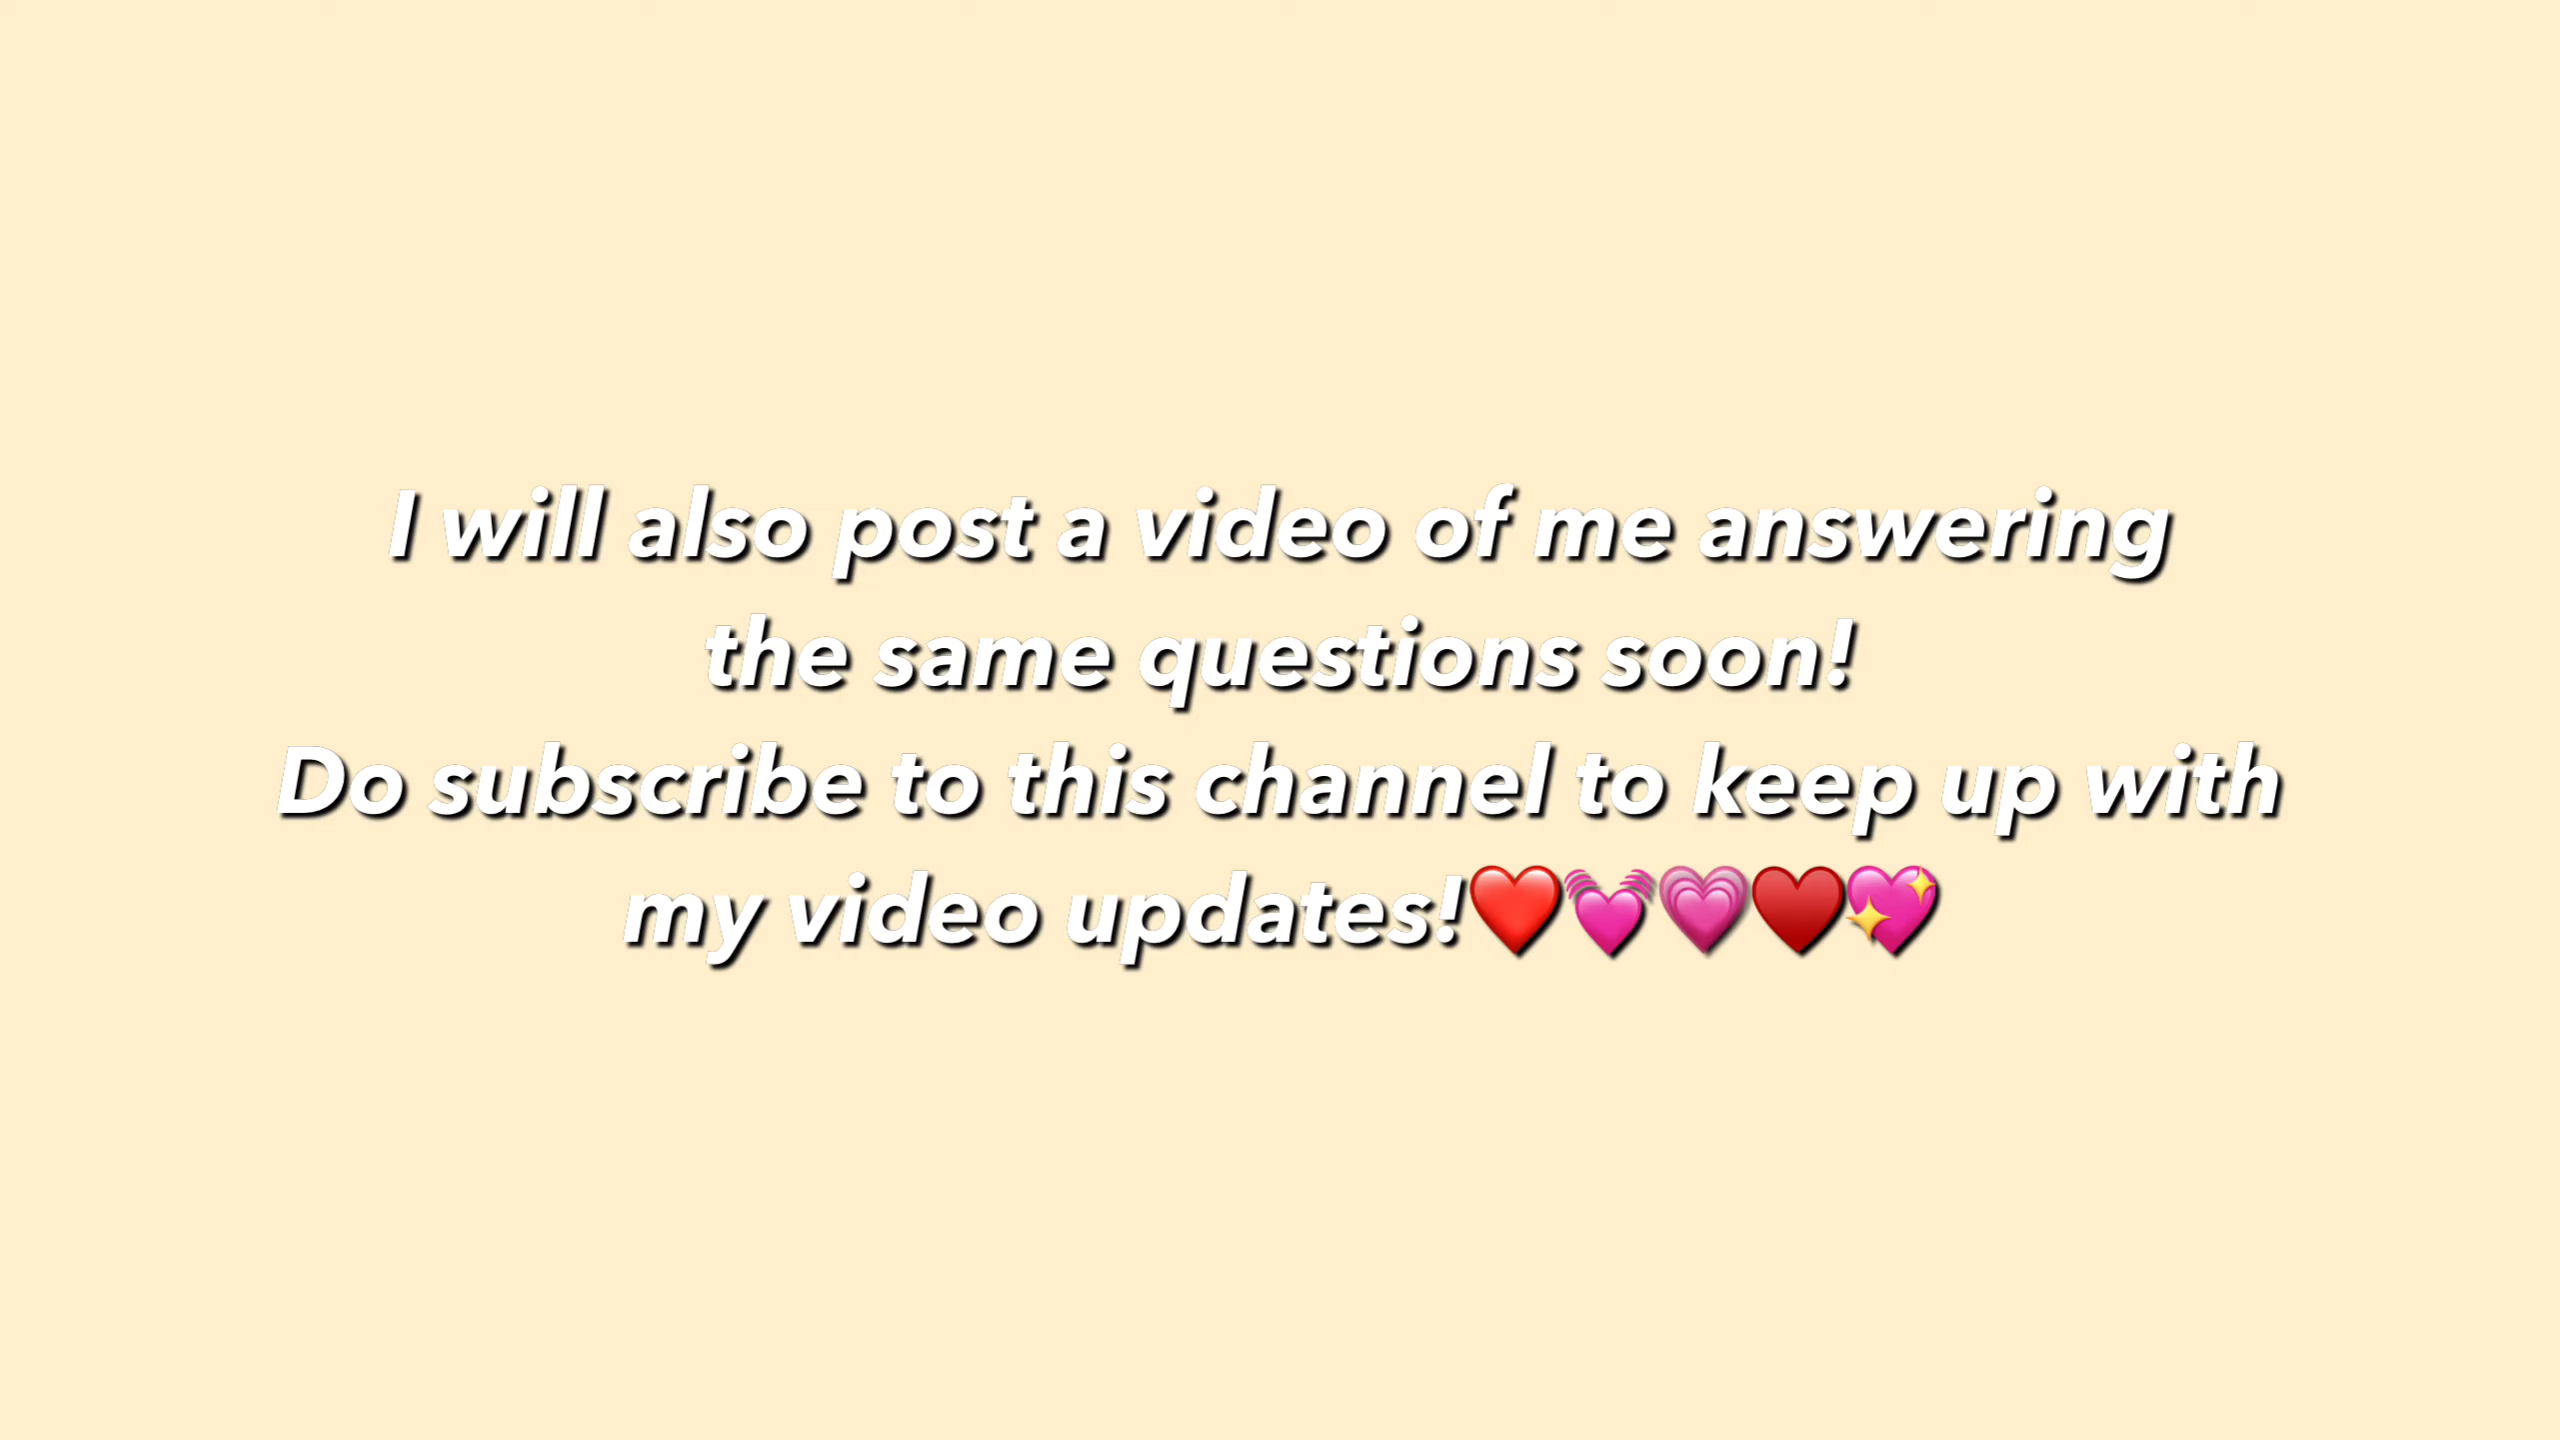 I will also post a video of me answering
the same questions soon!
Do subscribe to this channel to keep up with
my video updates!❤️💓💗♥️💖